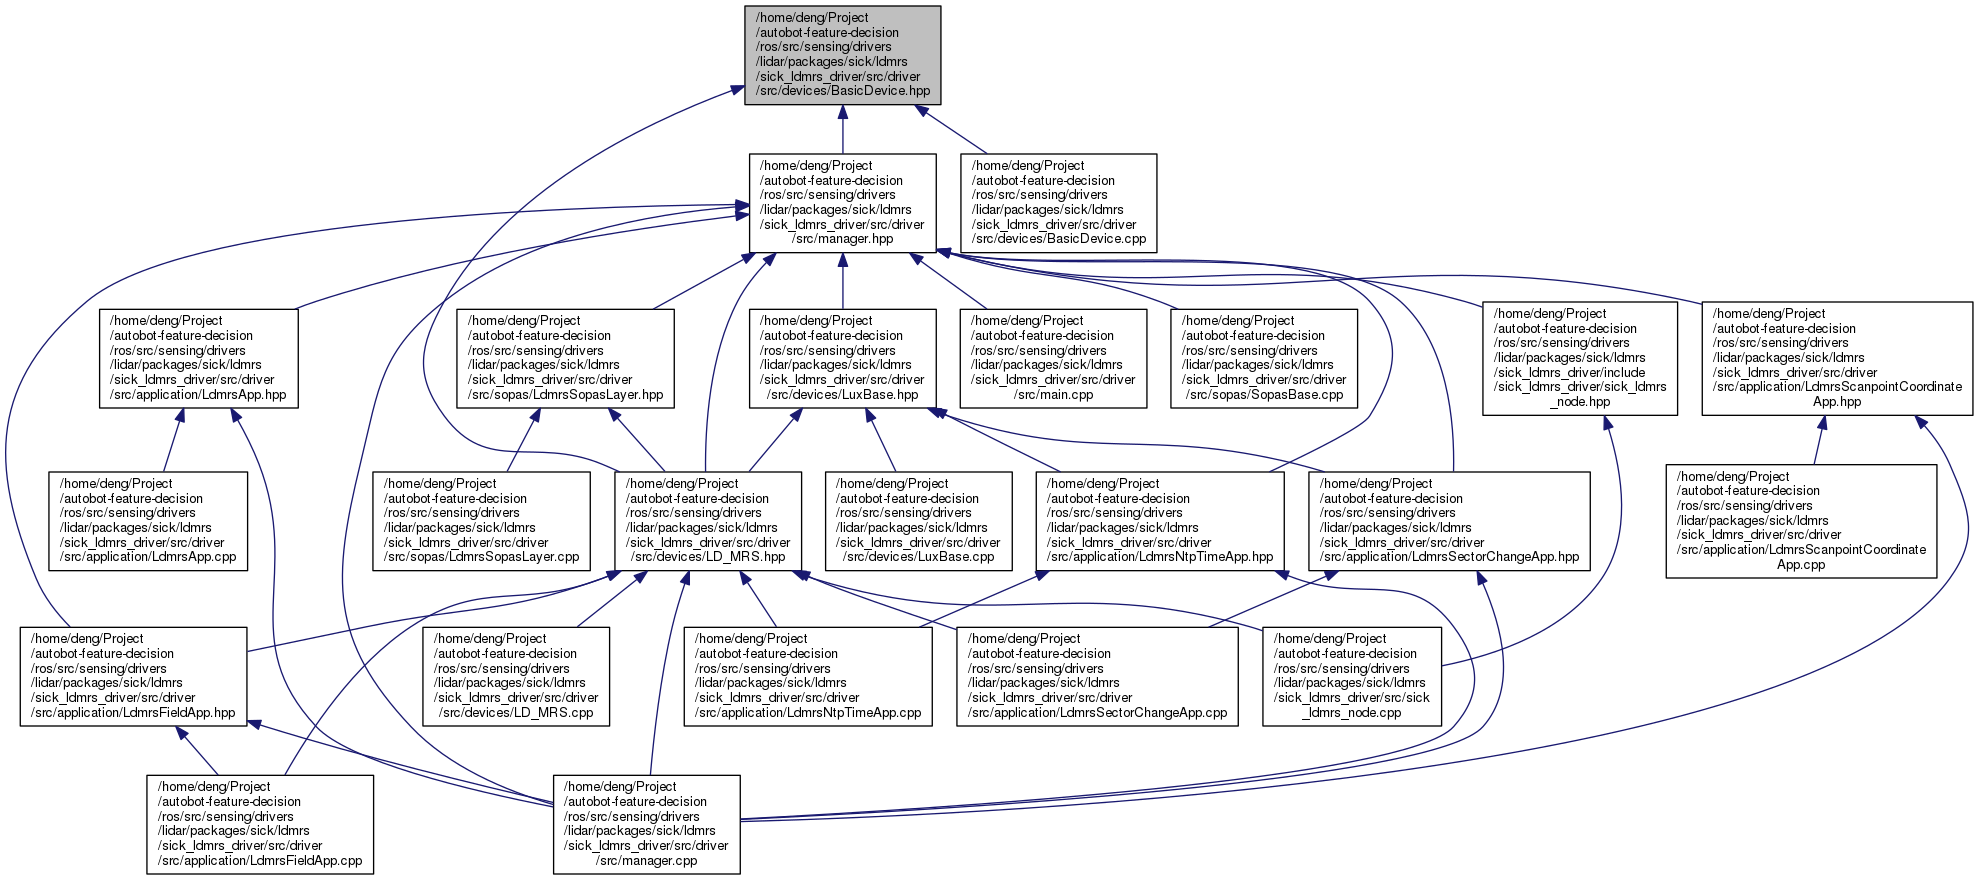 /home/deng/Project
/autobot-feature-decision
/ros/src/sensing/drivers
/lidar/packages/sick/ldmrs
/sick_ldmrs_driver/src/driver
/src/devices/BasicDevice.hpp
/home/deng/Project
/autobot-feature-decision
/ros/src/sensing/drivers
/lidar/packages/sick/ldmrs
/sick_ldmrs_driver/src/driver
/src/manager.hpp
/home/deng/Project
/autobot-feature-decision
/ros/src/sensing/drivers
/lidar/packages/sick/ldmrs
/sick_ldmrs_driver/src/driver
/src/devices/BasicDevice.cpp
/home/deng/Project
/autobot-feature-decision
/ros/src/sensing/drivers
/lidar/packages/sick/ldmrs
/sick_ldmrs_driver/src/driver
/src/application/LdmrsApp.hpp
/home/deng/Project
/autobot-feature-decision
/ros/src/sensing/drivers
/lidar/packages/sick/ldmrs
/sick_ldmrs_driver/src/driver
/src/sopas/LdmrsSopasLayer.hpp
/home/deng/Project
/autobot-feature-decision
/ros/src/sensing/drivers
/lidar/packages/sick/ldmrs
/sick_ldmrs_driver/src/driver
/src/devices/LuxBase.hpp
/home/deng/Project
/autobot-feature-decision
/ros/src/sensing/drivers
/lidar/packages/sick/ldmrs
/sick_ldmrs_driver/src/driver
/src/main.cpp
/home/deng/Project
/autobot-feature-decision
/ros/src/sensing/drivers
/lidar/packages/sick/ldmrs
/sick_ldmrs_driver/src/driver
/src/sopas/SopasBase.cpp
/home/deng/Project
/autobot-feature-decision
/ros/src/sensing/drivers
/lidar/packages/sick/ldmrs
/sick_ldmrs_driver/include
/sick_ldmrs_driver/sick_ldmrs
_node.hpp
/home/deng/Project
/autobot-feature-decision
/ros/src/sensing/drivers
/lidar/packages/sick/ldmrs
/sick_ldmrs_driver/src/driver
/src/application/LdmrsScanpointCoordinate
App.hpp
/home/deng/Project
/autobot-feature-decision
/ros/src/sensing/drivers
/lidar/packages/sick/ldmrs
/sick_ldmrs_driver/src/driver
/src/application/LdmrsApp.cpp
/home/deng/Project
/autobot-feature-decision
/ros/src/sensing/drivers
/lidar/packages/sick/ldmrs
/sick_ldmrs_driver/src/driver
/src/sopas/LdmrsSopasLayer.cpp
/home/deng/Project
/autobot-feature-decision
/ros/src/sensing/drivers
/lidar/packages/sick/ldmrs
/sick_ldmrs_driver/src/driver
/src/devices/LD_MRS.hpp
/home/deng/Project
/autobot-feature-decision
/ros/src/sensing/drivers
/lidar/packages/sick/ldmrs
/sick_ldmrs_driver/src/driver
/src/devices/LuxBase.cpp
/home/deng/Project
/autobot-feature-decision
/ros/src/sensing/drivers
/lidar/packages/sick/ldmrs
/sick_ldmrs_driver/src/driver
/src/application/LdmrsNtpTimeApp.hpp
/home/deng/Project
/autobot-feature-decision
/ros/src/sensing/drivers
/lidar/packages/sick/ldmrs
/sick_ldmrs_driver/src/driver
/src/application/LdmrsSectorChangeApp.hpp
/home/deng/Project
/autobot-feature-decision
/ros/src/sensing/drivers
/lidar/packages/sick/ldmrs
/sick_ldmrs_driver/src/driver
/src/application/LdmrsScanpointCoordinate
App.cpp
/home/deng/Project
/autobot-feature-decision
/ros/src/sensing/drivers
/lidar/packages/sick/ldmrs
/sick_ldmrs_driver/src/driver
/src/application/LdmrsFieldApp.hpp
/home/deng/Project
/autobot-feature-decision
/ros/src/sensing/drivers
/lidar/packages/sick/ldmrs
/sick_ldmrs_driver/src/driver
/src/devices/LD_MRS.cpp
/home/deng/Project
/autobot-feature-decision
/ros/src/sensing/drivers
/lidar/packages/sick/ldmrs
/sick_ldmrs_driver/src/driver
/src/application/LdmrsNtpTimeApp.cpp
/home/deng/Project
/autobot-feature-decision
/ros/src/sensing/drivers
/lidar/packages/sick/ldmrs
/sick_ldmrs_driver/src/driver
/src/application/LdmrsSectorChangeApp.cpp
/home/deng/Project
/autobot-feature-decision
/ros/src/sensing/drivers
/lidar/packages/sick/ldmrs
/sick_ldmrs_driver/src/sick
_ldmrs_node.cpp
/home/deng/Project
/autobot-feature-decision
/ros/src/sensing/drivers
/lidar/packages/sick/ldmrs
/sick_ldmrs_driver/src/driver
/src/application/LdmrsFieldApp.cpp
/home/deng/Project
/autobot-feature-decision
/ros/src/sensing/drivers
/lidar/packages/sick/ldmrs
/sick_ldmrs_driver/src/driver
/src/manager.cpp